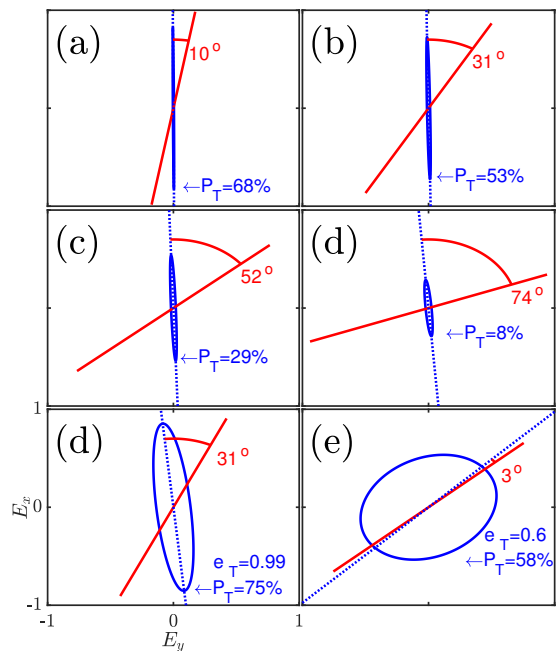 (a)
10°
←P_T=68%
(b)
31°
←P_T=53%
(c)
52°
←P_T=29%
(d)
74°
←P_T=8%
(d)
31°
e_T=0.99
←P_T=75%
(e)
3°
e_T=0.6
←P_T=58%
1
0
-1
E_x
-1
0
1
1
E_y